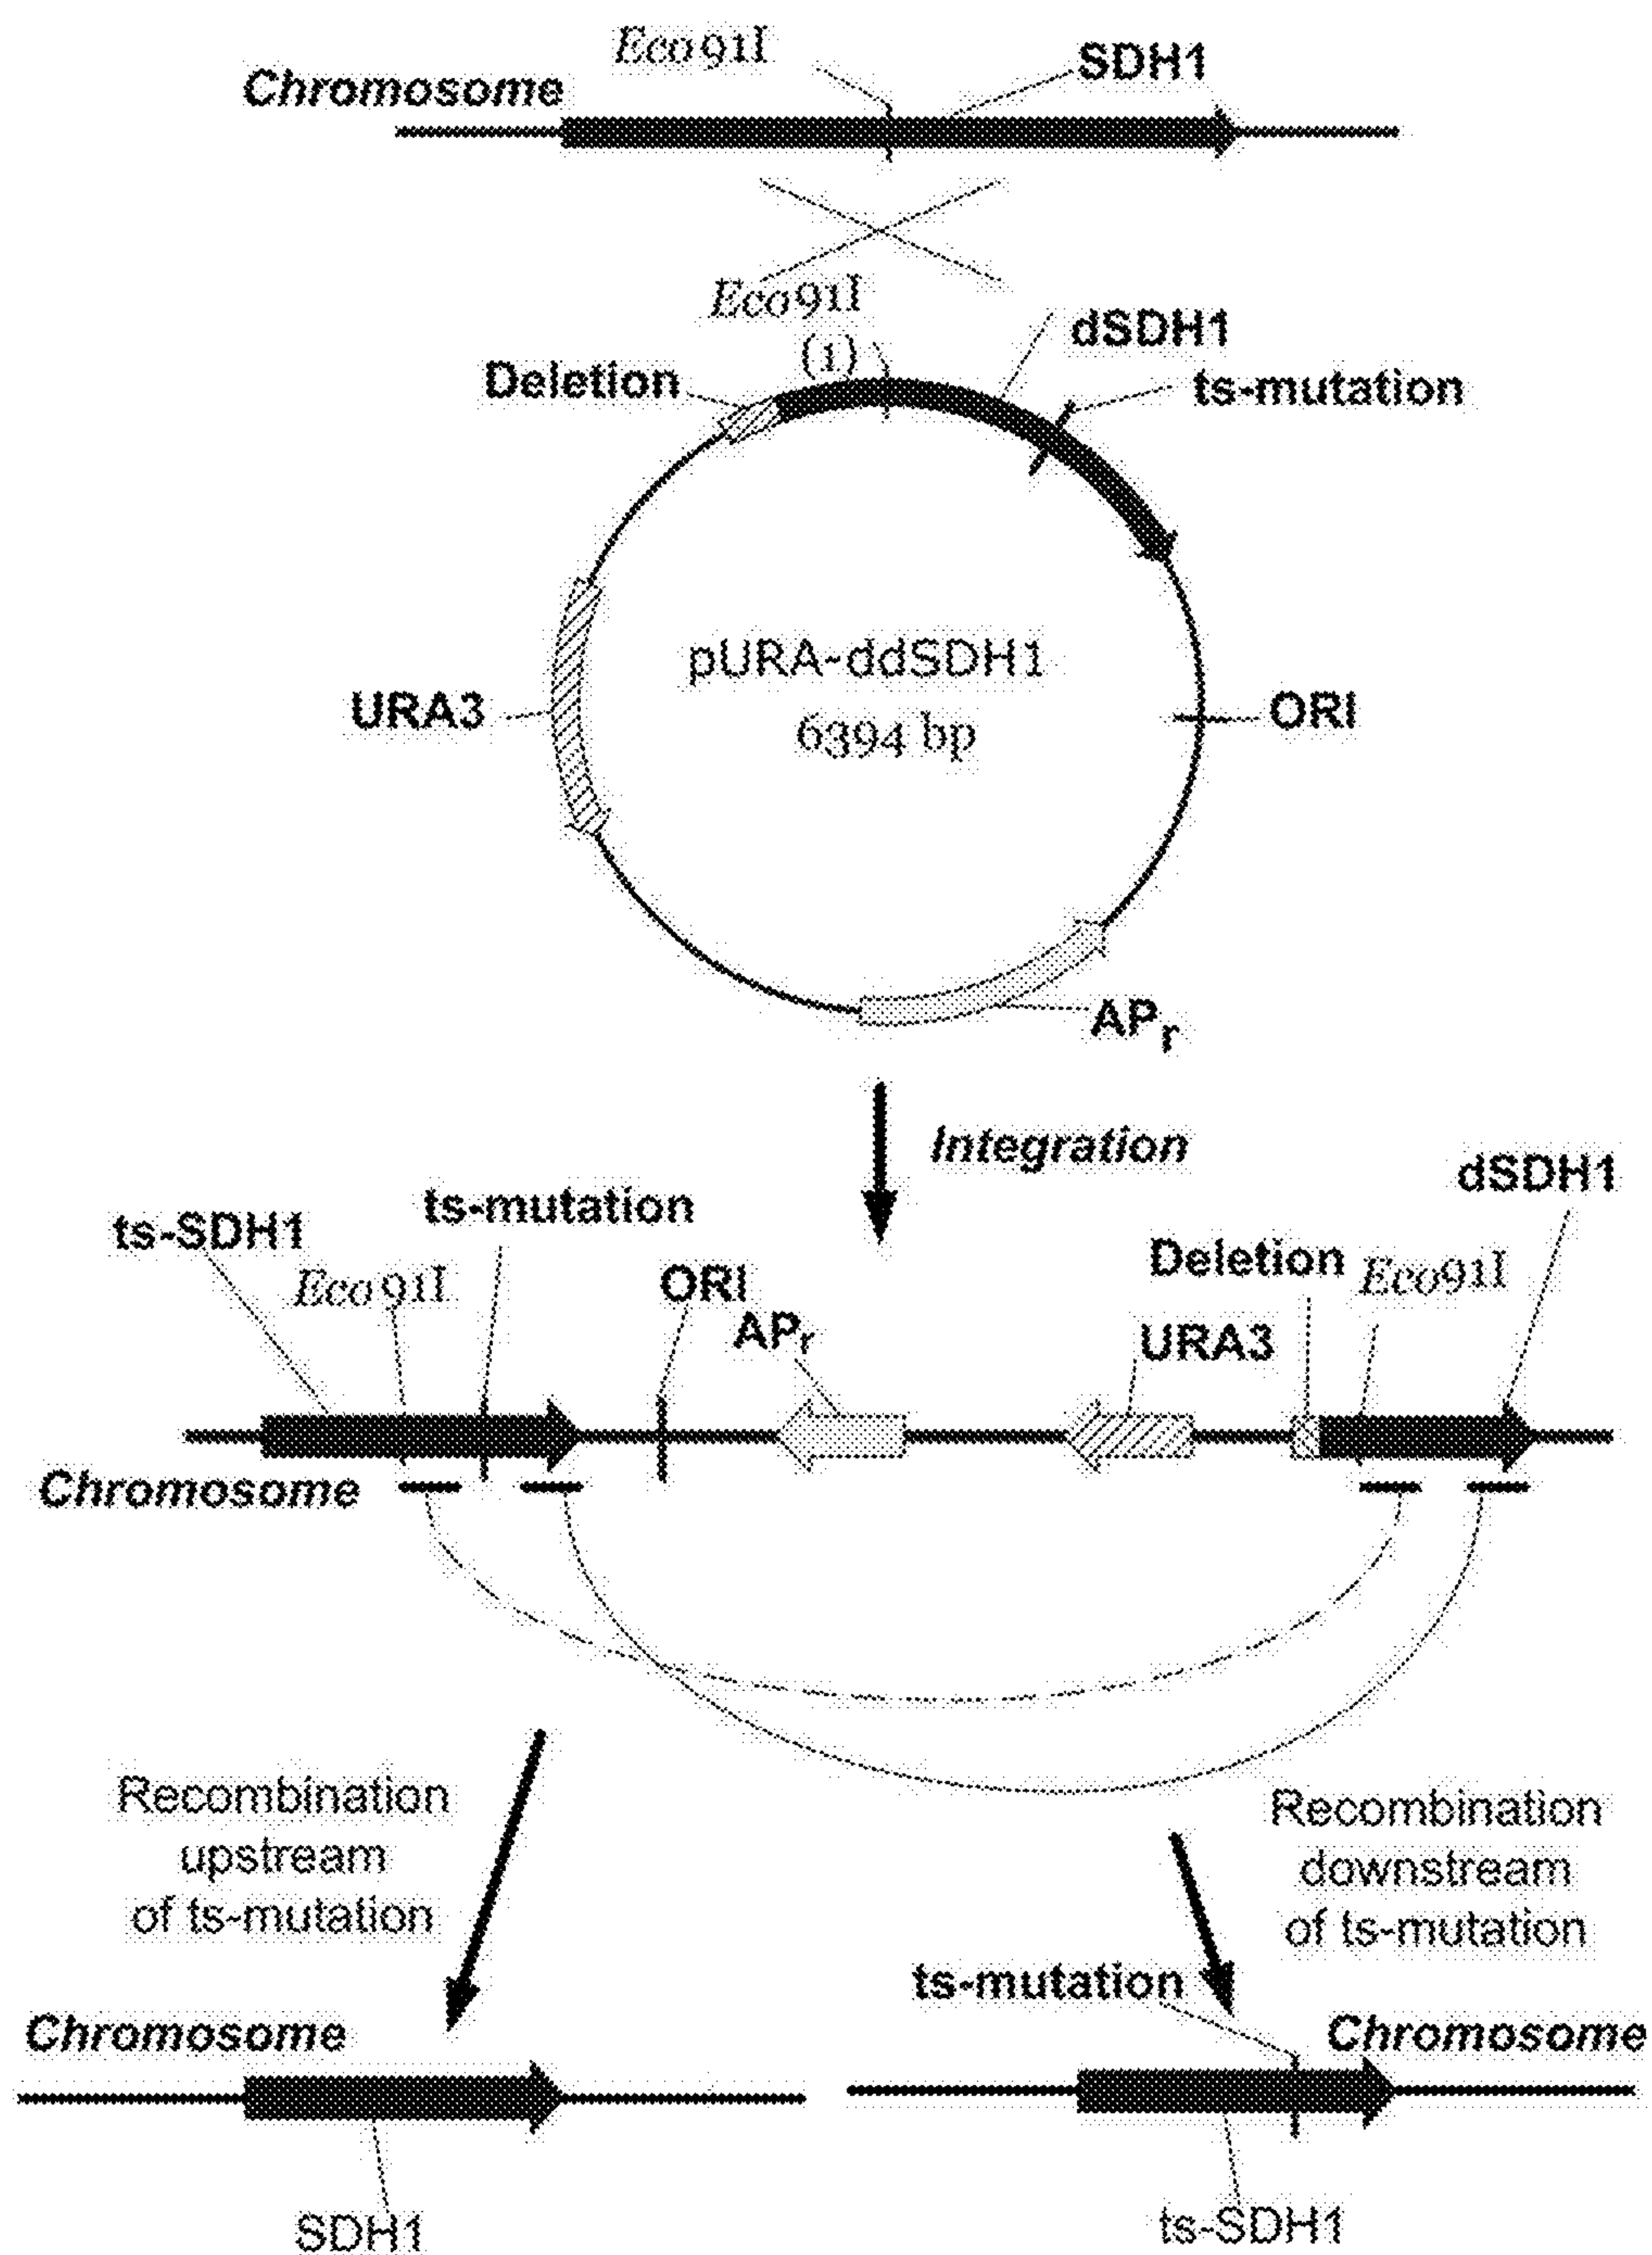 Eco91I
SDH1
Chromosome
Eco91I
(1)
dSDH1
Deletion
ts-mutation
pURA-ddSDH1
6394 bp
URA3
ORI
APr
Integration
dSDH1
ts-mutation
ts-SDH1
Deletion
Eco91I
Eco91I
ORI
APr
URA3
Chromosome
Recombination
upstream
of ts-mutation
Recombination
downstream
of ts-mutation
ts-mutation
Chromosome
Chromosome
SDH1
ts-SDH1